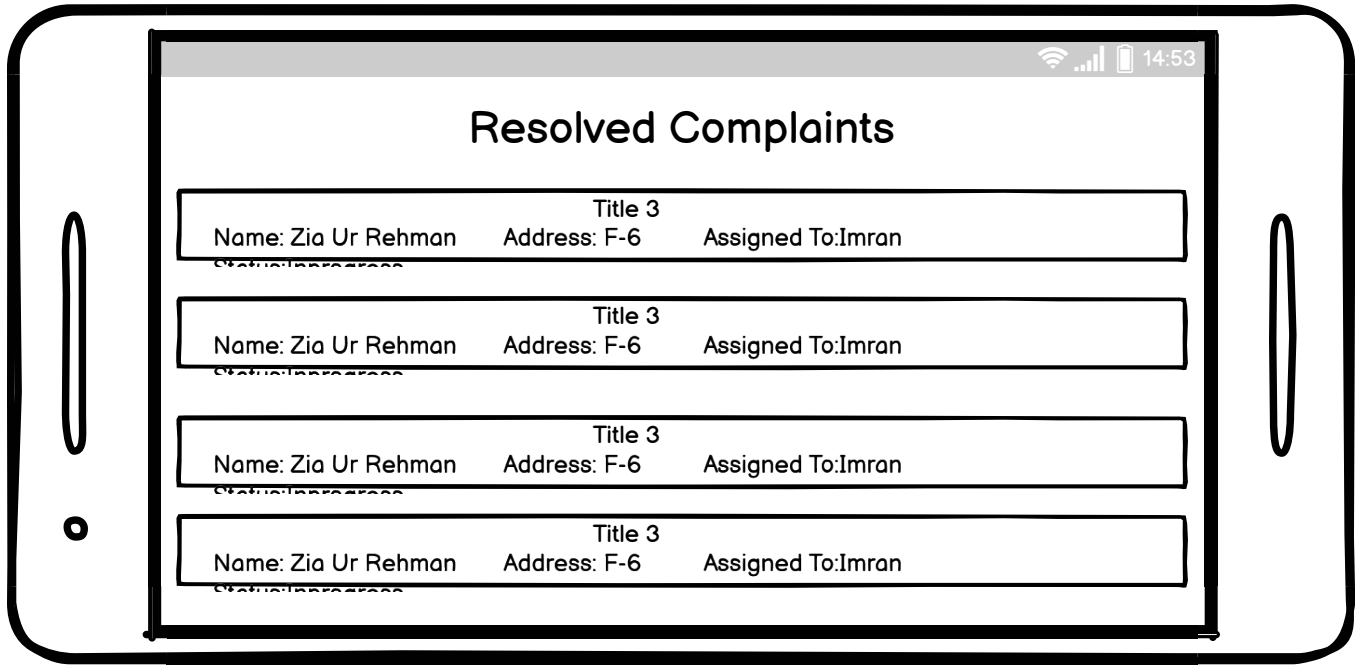 14:53
Resolved Complaints
Title 3
Name: Zia Ur Rehman Address: F-6 Assigned To:Imran
Title 3
Name: Zia Ur Rehman Address: F-6 Assigned To:Imran
Title 3
Name: Zia Ur Rehman Address: F-6 Assigned To:Imran
Title 3
Name: Zia Ur Rehman Address: F-6 Assigned To:Imran